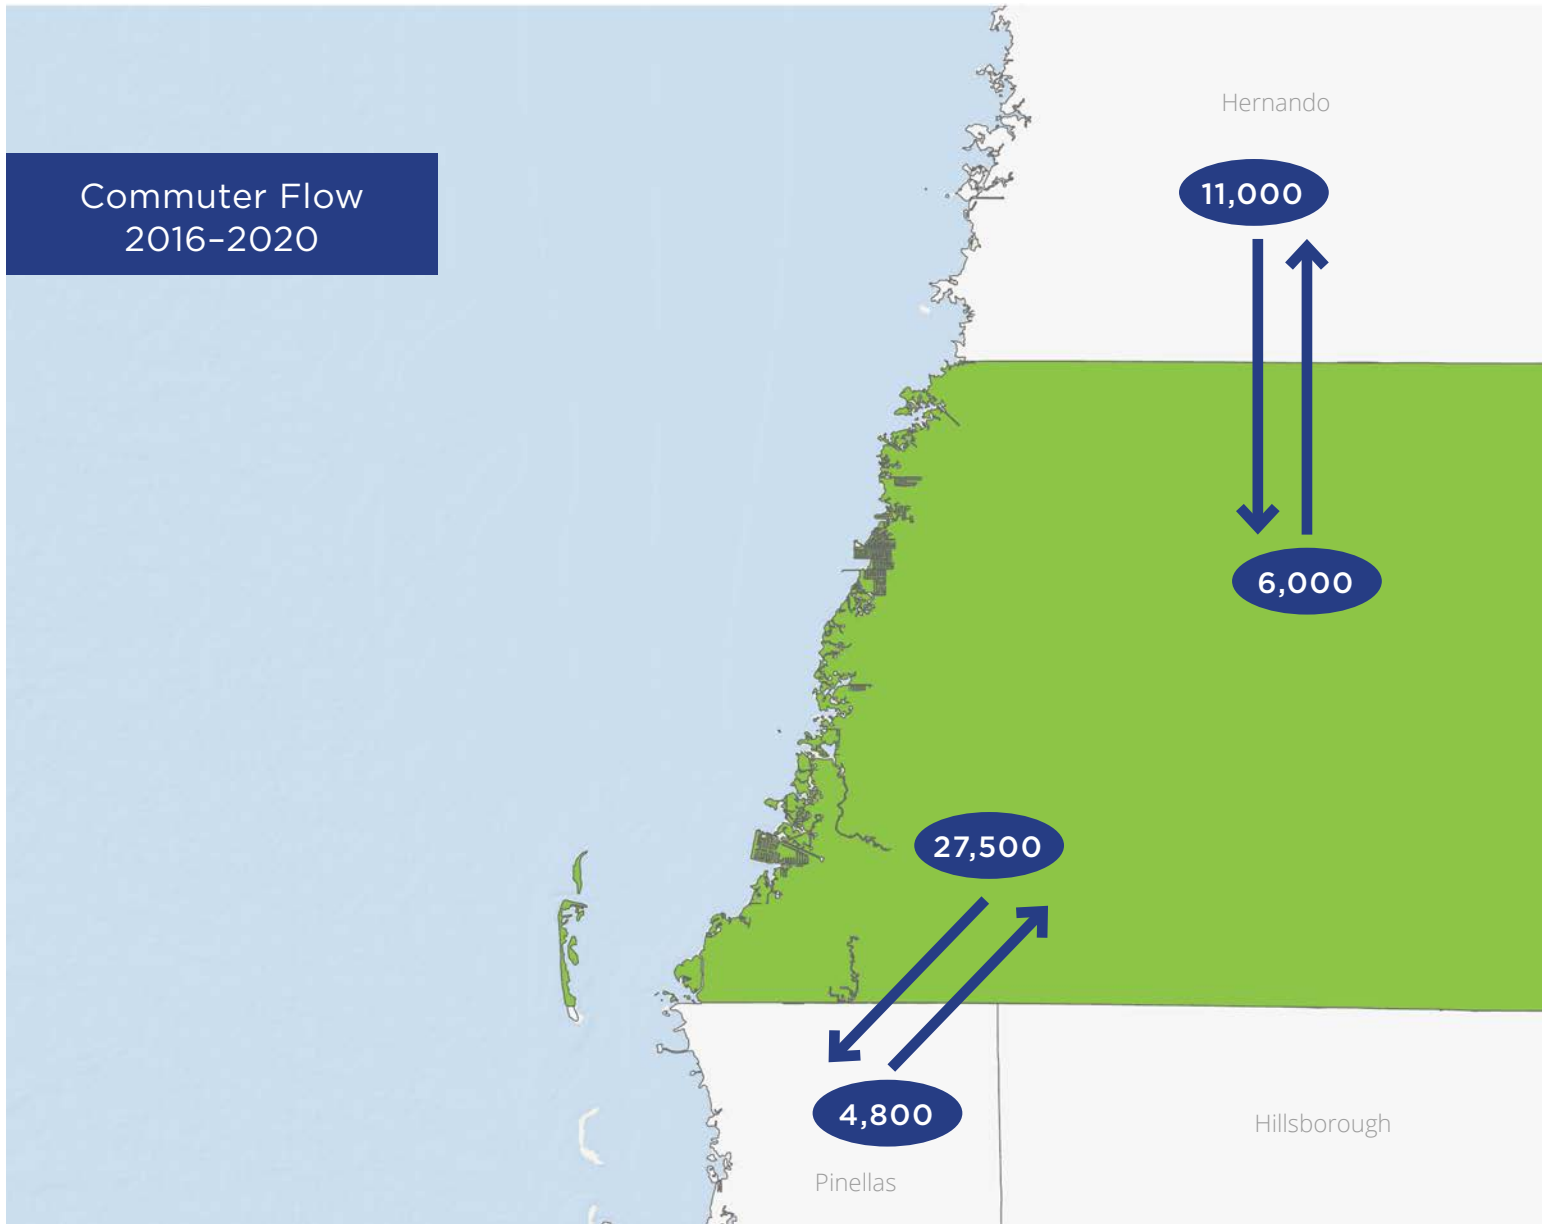 Hernando
Commuter Flow
2016–2020
11,000
6,000
27,500
4,800
Hillsborough
Pinellas